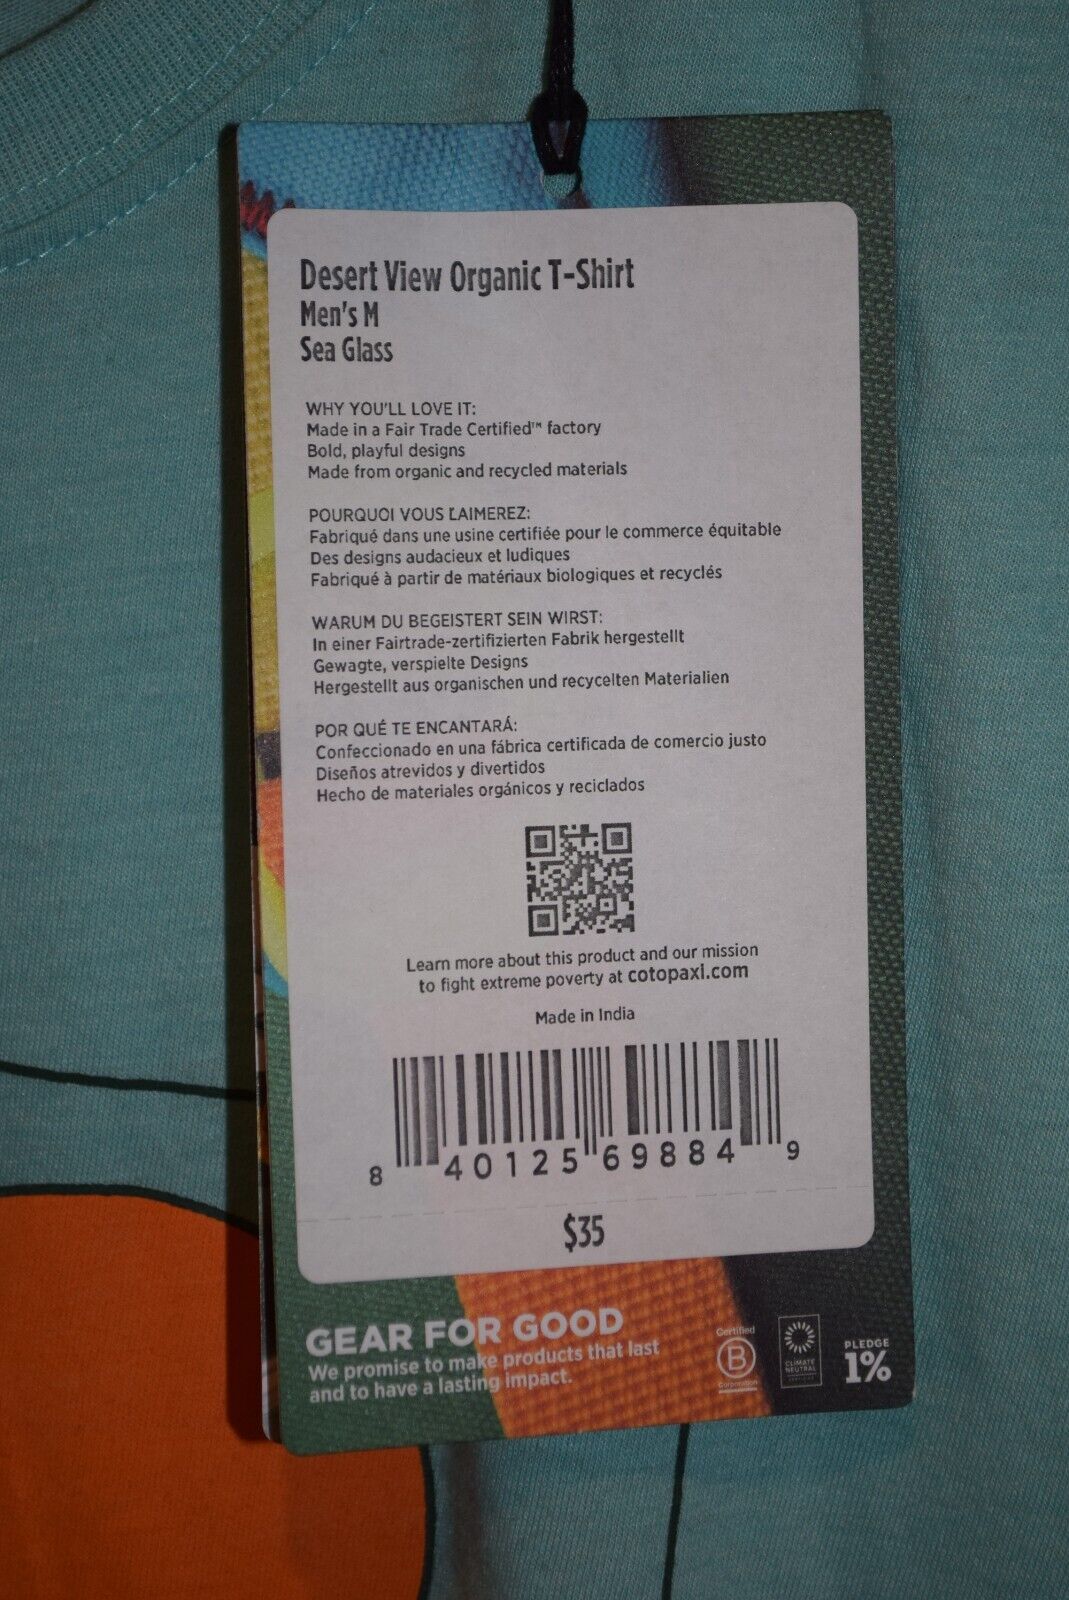 Desert View Organic T-Shirt
Men's M
Sea Glass
WHY YOU'LL LOVE IT:
Made in a Fair Trade Certified™ factory
Bold, playful designs
Made from organic and recycled materials
POURQUOI VOUS L'AIMEREZ:
Fabriqué dans une usine certifiée pour le commerce équitable
Des designs audacieux et ludiques
Fabriqué à partir de matériaux biologiques et recyclés
WARUM DU BEGEISTERT SEIN WIRST:
In einer Fairtrade-zertifizierten Fabrik hergestellt
Gewagte, verspielte Designs
Hergestellt aus organischen und recycelten Materialien
POR QUÉ TE ENCANTARÁ:
Confeccionado en una fábrica certificada de comercio justo
Diseños atrevidos y divertidos
Hecho de materiales orgánicos y reciclados
Learn more about this product and our mission
to fight extreme poverty at cotopaxi.com
Made in India
8 40125 69884 9
$35
GEAR FOR GOOD
We promise to make products that last
and to have a lasting impact.
Certified
B
Corporation
CLIMATE
NEUTRAL
CERTIFIED
PLEDGE
1%